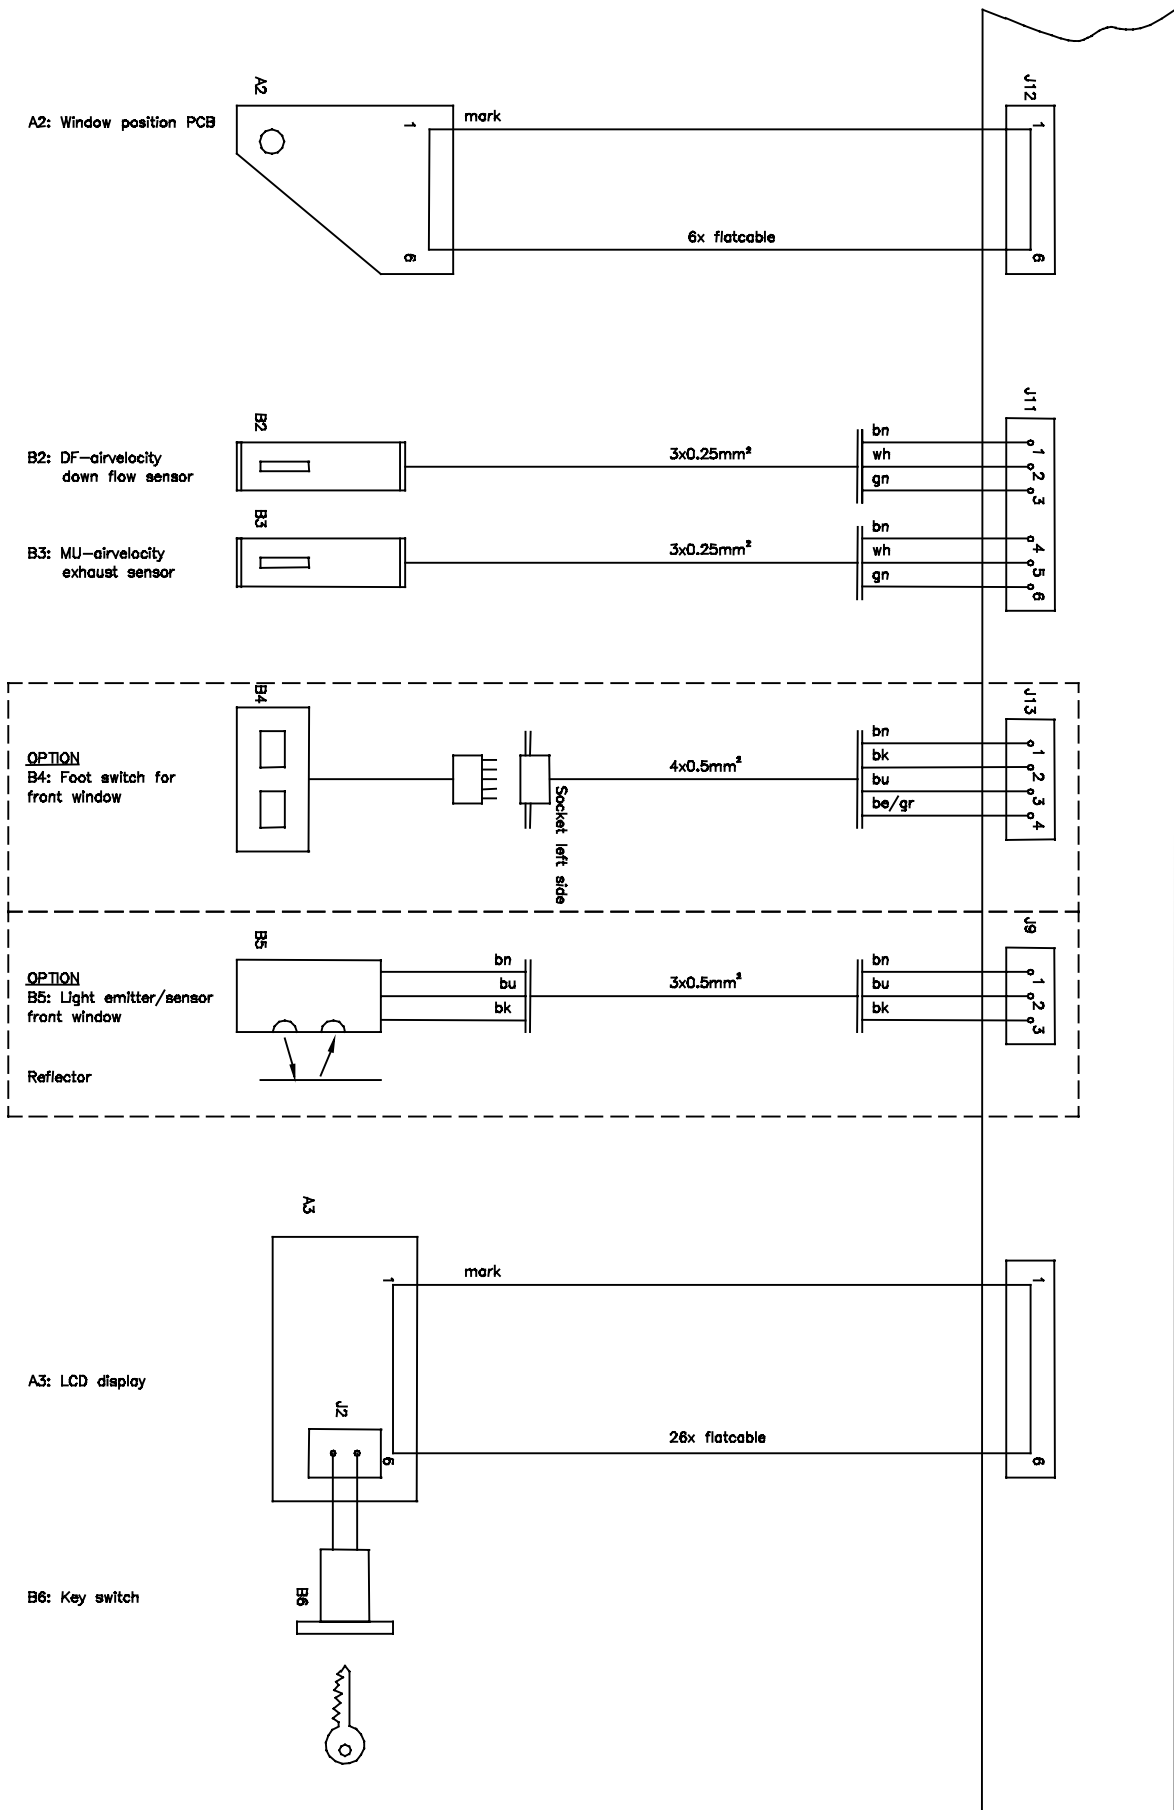 A2
J12
A2: Window position PCB
1
mark
1
6x flatcable
6
6
J11
B2
bn
B2: DF-airvelocity
down flow sensor
3x0.25mm²
wh
gn
1
2
3
B3
bn
B3: MU-airvelocity
exhaust sensor
3x0.25mm²
wh
gn
4
5
6
B4
J13
OPTION
B4: Foot switch for
front window
Socket left side
4x0.5mm²
bn
bk
bu
be/gr
1
2
3
4
B5
J9
OPTION
B5: Light emitter/sensor
front window
bn
bu
bk
3x0.5mm²
bn
bu
bk
1
2
3
Reflector
A3
1
mark
1
A3: LCD display
J2
26x flatcable
6
6
B6: Key switch
B6